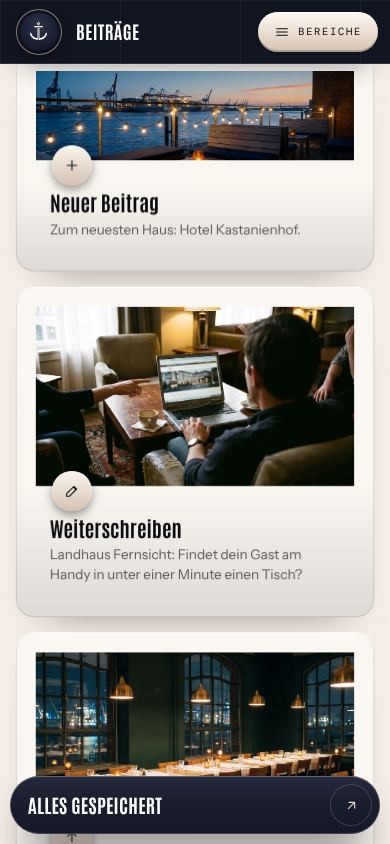 BEITRÄGE
BEREICHE
Neuer Beitrag
Zum neuesten Haus: Hotel Kastanienhof.
Weiterschreiben
Landhaus Fernsicht: Findet dein Gast am
Handy in unter einer Minute einen Tisch?
ALLES GESPEICHERT